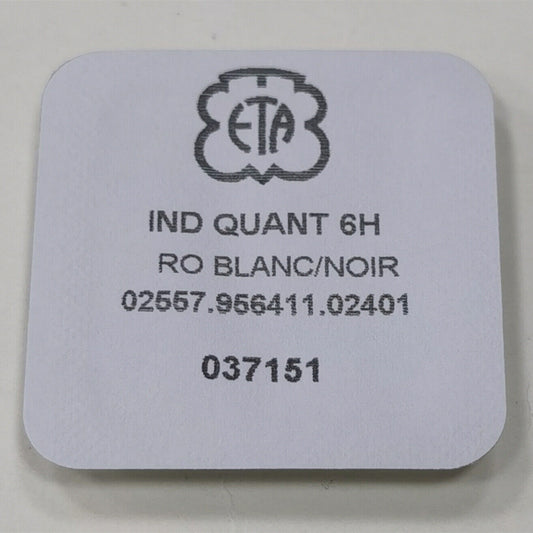 ETA
IND QUANT 6H
RO BLANC/NOIR
02557.956411.02401
037151